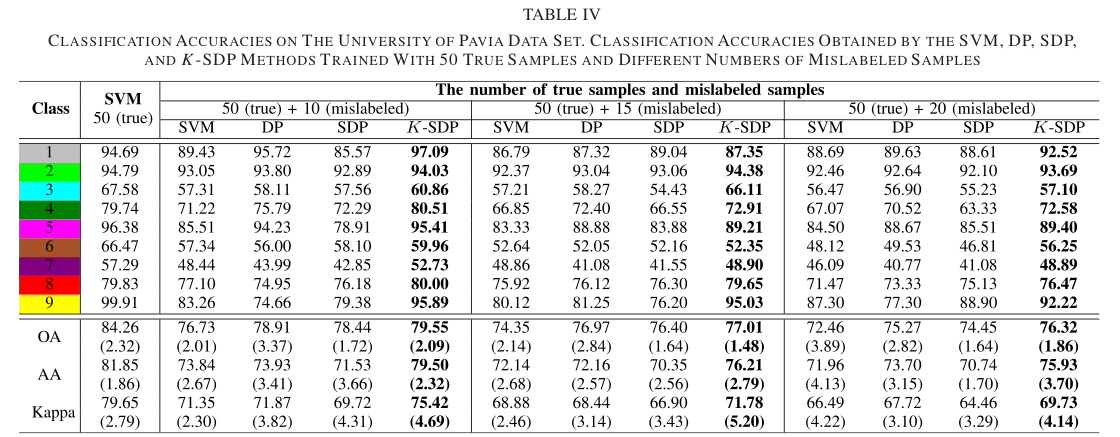 TABLE IV
CLASSIFICATION ACCURACIES ON THE UNIVERSITY OF PAVIA DATA SET. CLASSIFICATION ACCURACIES OBTAINED BY THE SVM, DP, SDP,
AND K-SDP METHODS TRAINED WITH 50 TRUE SAMPLES AND DIFFERENT NUMBERS OF MISLABELED SAMPLES
Class SVM 50 (true) The number of true samples and mislabeled samples
50 (true) + 10 (mislabeled) 50 (true) + 15 (mislabeled) 50 (true) + 20 (mislabeled)
SVM DP SDP K-SDP SVM DP SDP K-SDP SVM DP SDP K-SDP
1 94.69 89.43 95.72 85.57 97.09 86.79 87.32 89.04 87.35 88.69 89.63 88.61 92.52
2 94.79 93.05 93.80 92.89 94.03 92.37 93.04 93.06 94.38 92.46 92.64 92.10 93.69
3 67.58 57.31 58.11 57.56 60.86 57.21 58.27 54.43 66.11 56.47 56.90 55.23 57.10
4 79.74 71.22 75.79 72.29 80.51 66.85 72.40 66.55 72.91 67.07 70.52 63.33 72.58
5 96.38 85.51 94.23 78.91 95.41 83.33 88.88 83.88 89.21 84.50 88.67 85.51 89.40
6 66.47 57.34 56.00 58.10 59.96 52.64 52.05 52.16 52.35 48.12 49.53 46.81 56.25
7 57.29 48.44 43.99 42.85 52.73 48.86 41.08 41.55 48.90 46.09 40.77 41.08 48.89
8 79.83 77.10 74.95 76.18 80.00 75.92 76.12 76.30 79.65 71.47 73.33 75.13 76.47
9 99.91 83.26 74.66 79.38 95.89 80.12 81.25 76.20 95.03 87.30 77.30 88.90 92.22
OA 84.26 76.73 78.91 78.44 79.55 74.35 76.97 76.40 77.01 72.46 75.27 74.45 76.32
(2.32) (2.01) (3.37) (1.72) (2.09) (2.14) (2.84) (1.64) (1.48) (3.89) (2.82) (1.64) (1.86)
AA 81.85 73.84 73.93 71.53 79.50 72.14 72.16 70.35 76.21 71.96 73.70 70.74 75.93
(1.86) (2.67) (3.41) (3.66) (2.32) (2.68) (2.57) (2.56) (2.79) (4.13) (3.15) (1.70) (3.70)
Kappa 79.65 71.35 71.87 69.72 75.42 68.88 68.44 66.90 71.78 66.49 67.72 64.46 69.73
(2.79) (2.30) (3.82) (4.31) (4.69) (2.46) (3.14) (3.43) (5.20) (4.22) (3.10) (3.29) (4.14)